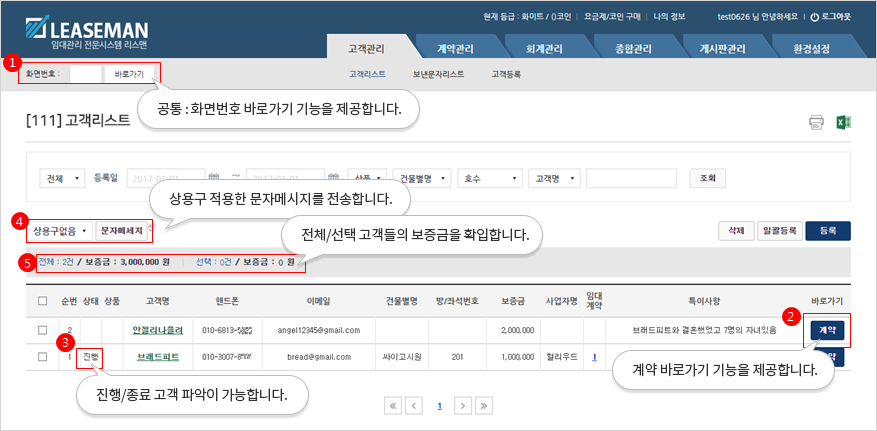 LEASEMAN
임대관리 전문시스템 리스맨
현재 등급 : 화이트 / ()코인 | 요금제/코인 구매 | 나의 정보 test0626 님 안녕하세요 | 로그아웃
고객관리 계약관리 회계관리 종합관리 게시판관리 환경설정
1
화면번호 : 바로가기 고객리스트 보낸문자리스트 고객등록
공통 : 화면번호 바로가기 기능을 제공합니다.
[111] 고객리스트
전체 등록일 2017-01-01 ~ 2017-01-01 상품 건물별명 호수 고객명 조회
상용구 적용한 문자메시지를 전송합니다.
4
상용구없음 문자메세지 삭제 일괄등록 등록
전체/선택 고객들의 보증금을 확입합니다.
5
전체 : 2건 / 보증금 : 3,000,000 원 | 선택 : 0건 / 보증금 : 0 원
순번 상태 상품 고객명 핸드폰 이메일 건물별명 방/좌석번호 보증금 사업자명 임대계약 특이사항 바로가기
2
2 안젤리나졸려 010-6813- angel12345@gmail.com 2,000,000 브래드피트와 결혼했었고 7명의 자녀있음 계약
3
1 진행 브래드피트 010-3007- bread@gmail.com 싸이고시원 201 1,000,000 헐리우드 1
계약 바로가기 기능을 제공합니다.
진행/종료 고객 파악이 가능합니다.
≪ < 1 > ≫